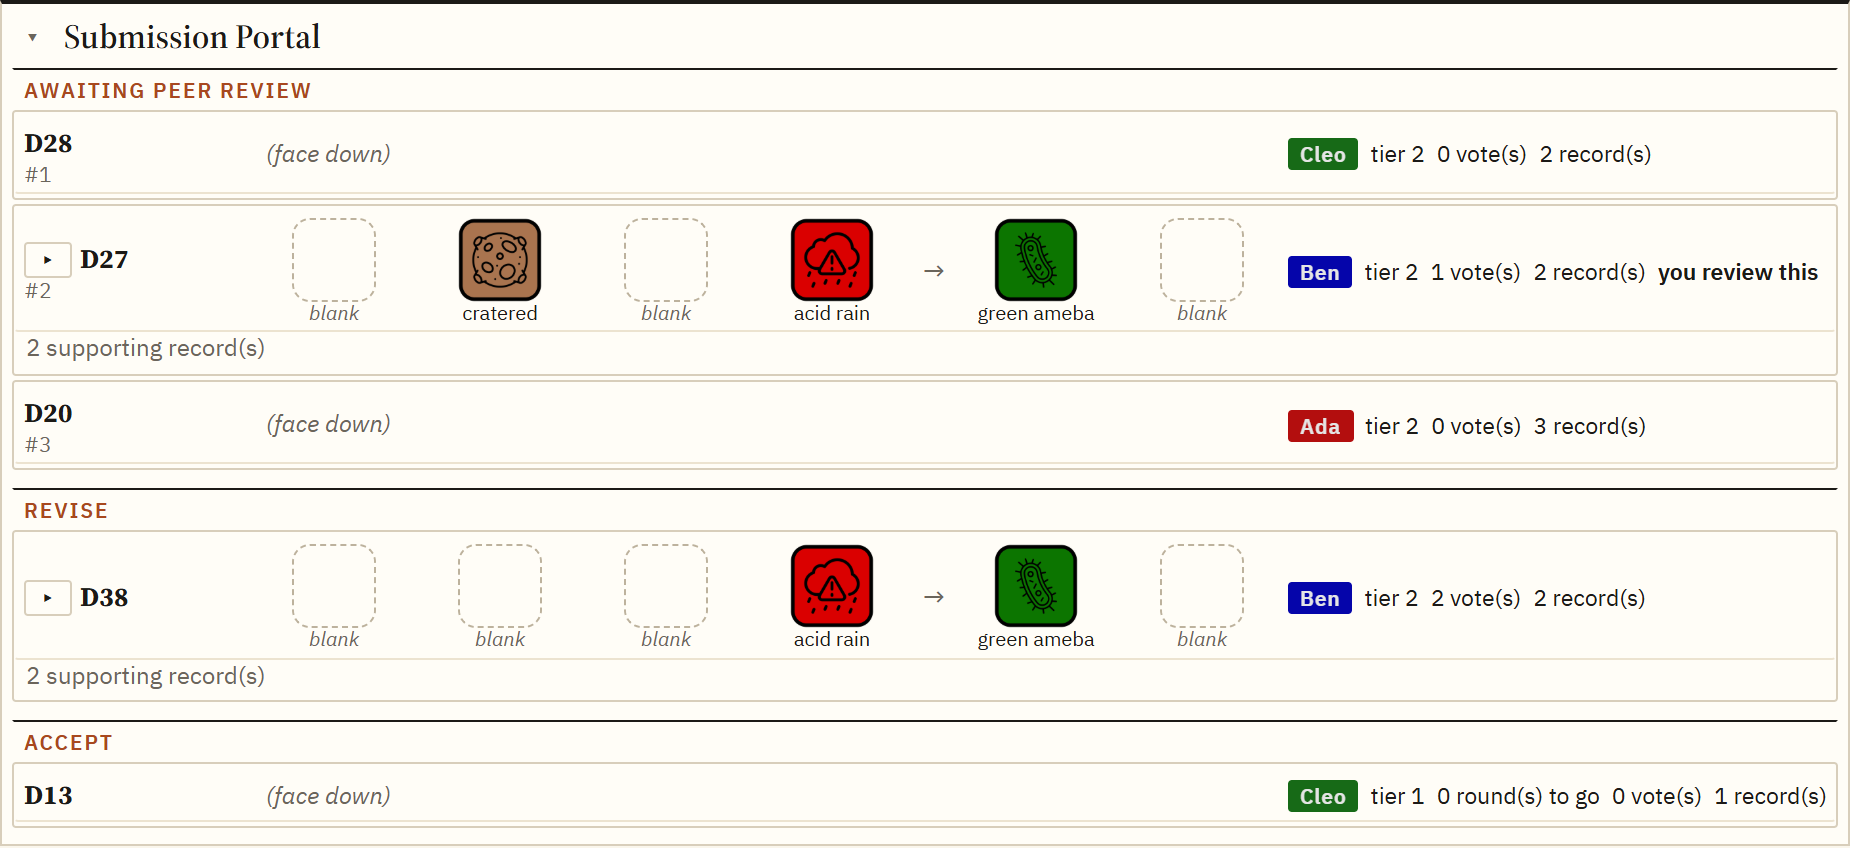 Submission Portal
AWAITING PEER REVIEW
D28
#1
(face down)
Cleo tier 2 0 vote(s) 2 record(s)
D27
#2
blank
cratered
blank
acid rain
→
green ameba
blank
Ben tier 2 1 vote(s) 2 record(s) you review this
2 supporting record(s)
D20
#3
(face down)
Ada tier 2 0 vote(s) 3 record(s)
REVISE
D38
blank
blank
blank
acid rain
→
green ameba
blank
Ben tier 2 2 vote(s) 2 record(s)
2 supporting record(s)
ACCEPT
D13
(face down)
Cleo tier 1 0 round(s) to go 0 vote(s) 1 record(s)